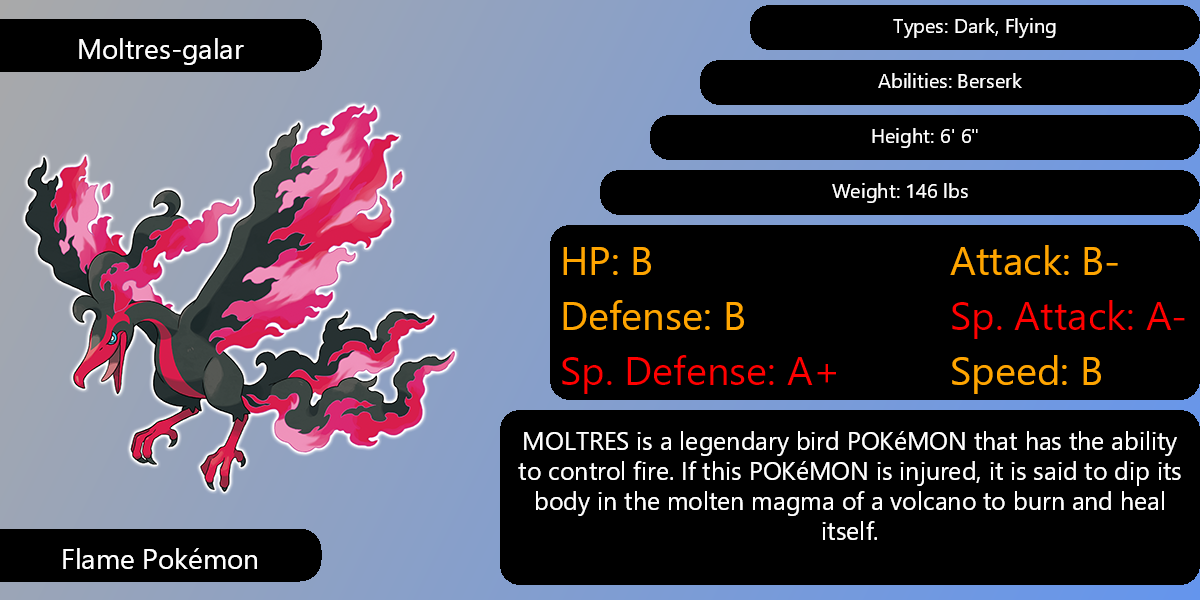 Moltres-galar
Types: Dark, Flying
Abilities: Berserk
Height: 6' 6"
Weight: 146 lbs
HP: B
Attack: B-
Defense: B
Sp. Attack: A-
Sp. Defense: A+
Speed: B
MOLTRES is a legendary bird POKéMON that has the ability
to control fire. If this POKéMON is injured, it is said to dip its
body in the molten magma of a volcano to burn and heal
itself.
Flame Pokémon